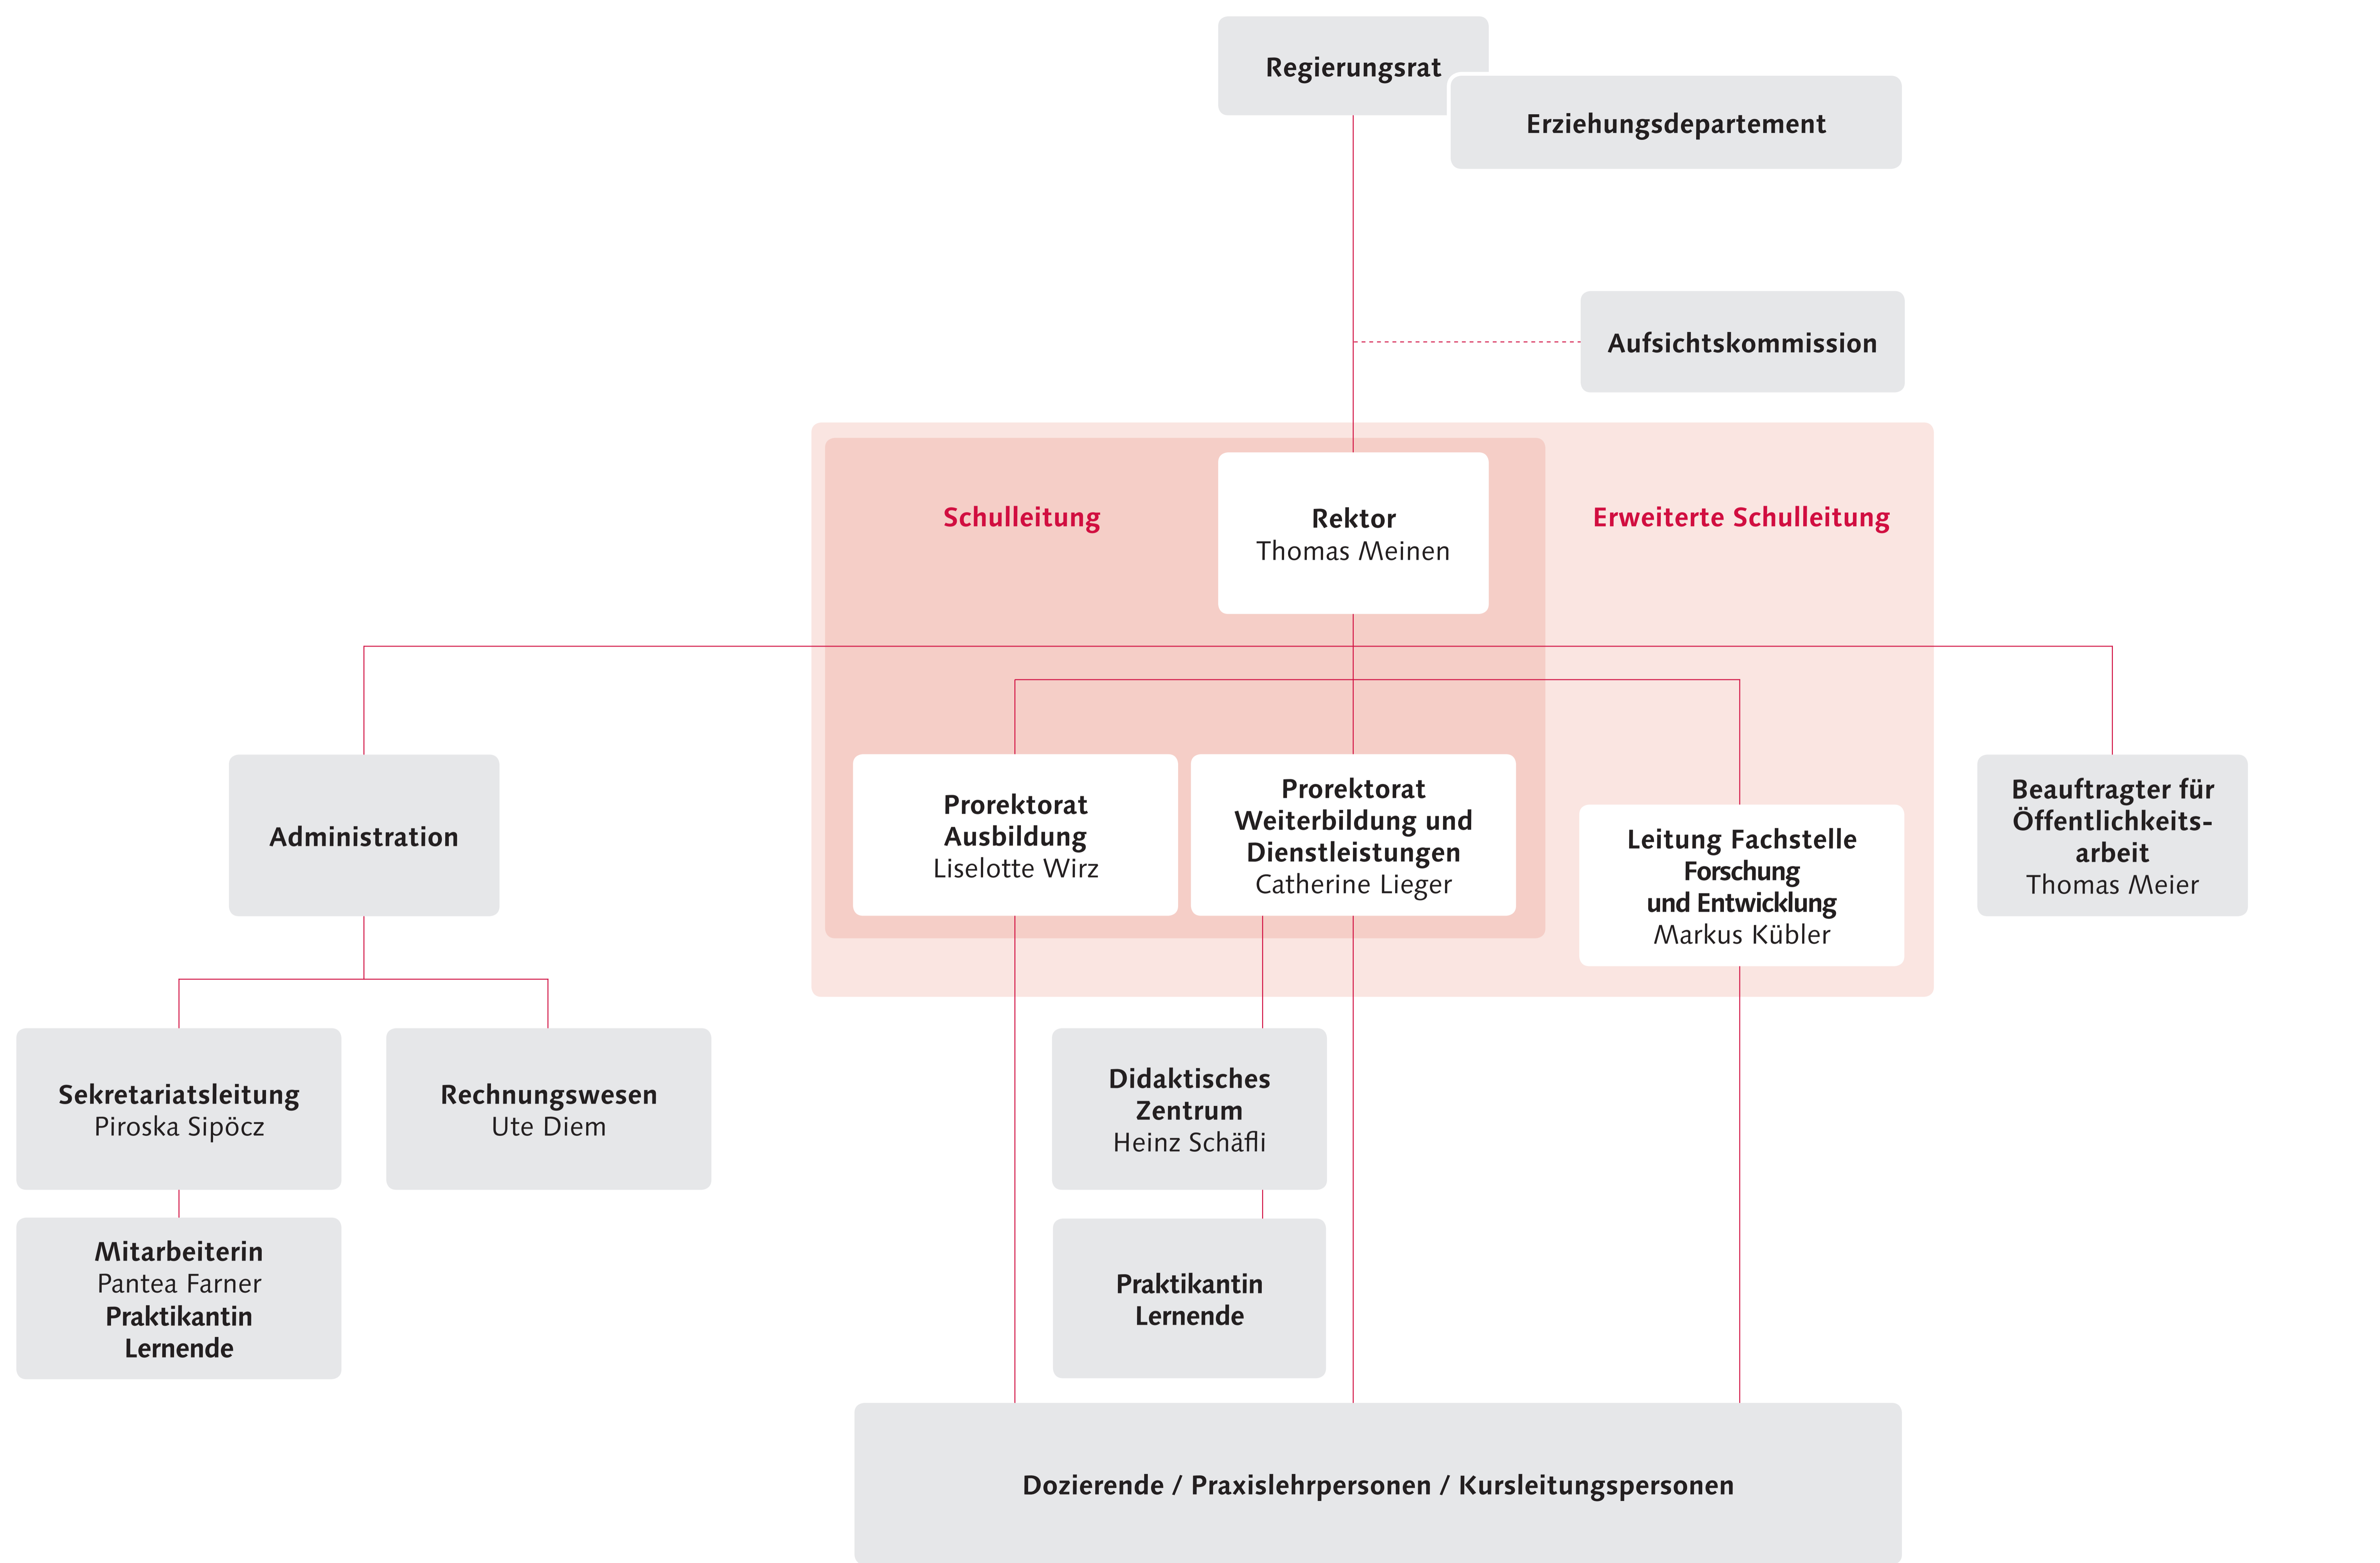 Regierungsrat
Erziehungsdepartement
Aufsichtskommission
Schulleitung
Rektor
Thomas Meinen
Erweiterte Schulleitung
Administration
Prorektorat
Ausbildung
Liselotte Wirz
Prorektorat
Weiterbildung und
Dienstleistungen
Catherine Lieger
Leitung Fachstelle
Forschung
und Entwicklung
Markus Kübler
Beauftragter für
Öffentlichkeits-
arbeit
Thomas Meier
Sekretariatsleitung
Piroska Sipöcz
Rechnungswesen
Ute Diem
Didaktisches
Zentrum
Heinz Schäfli
Mitarbeiterin
Pantea Farner
Praktikantin
Lernende
Praktikantin
Lernende
Dozierende / Praxislehrpersonen / Kursleitungspersonen